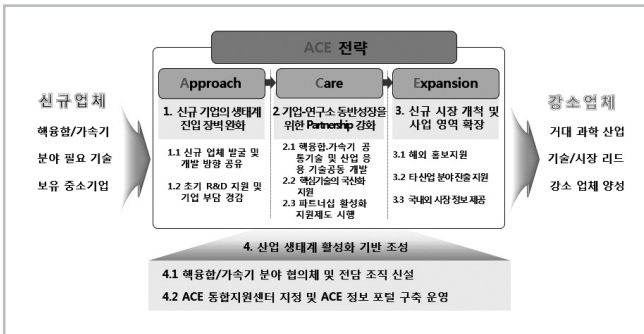 ACE 전략
신규업체
핵융합/가속기
분야 필요 기술
보유 중소기업
Approach
1. 신규 기업의 생태계
진입 장벽 완화
1.1 신규 업체 발굴 및
개발 방향 공유
1.2 초기 R&D 지원 및
기업 부담 경감
Care
2. 기업-연구소 동반성장을
위한 Partnership 강화
2.1 핵융합.가속기 공
통기술 및 산업 응
용 기술공동 개발
2.2 핵심기술의 국산화
지원
2.3 파트너십 활성화
지원제도 시행
Expansion
3. 신규 시장 개척 및
사업 영역 확장
3.1 해외 홍보지원
3.2 타산업 분야 진출 지원
3.3 국내외 시장 정보 제공
강소업체
거대 과학 산업
기술/시장 리드
강소 업체 양성
4. 산업 생태계 활성화 기반 조성
4.1 핵융합/가속기 분야 협의체 및 전담 조직 신설
4.2 ACE 통합지원센터 지정 및 ACE 정보 포털 구축 운영